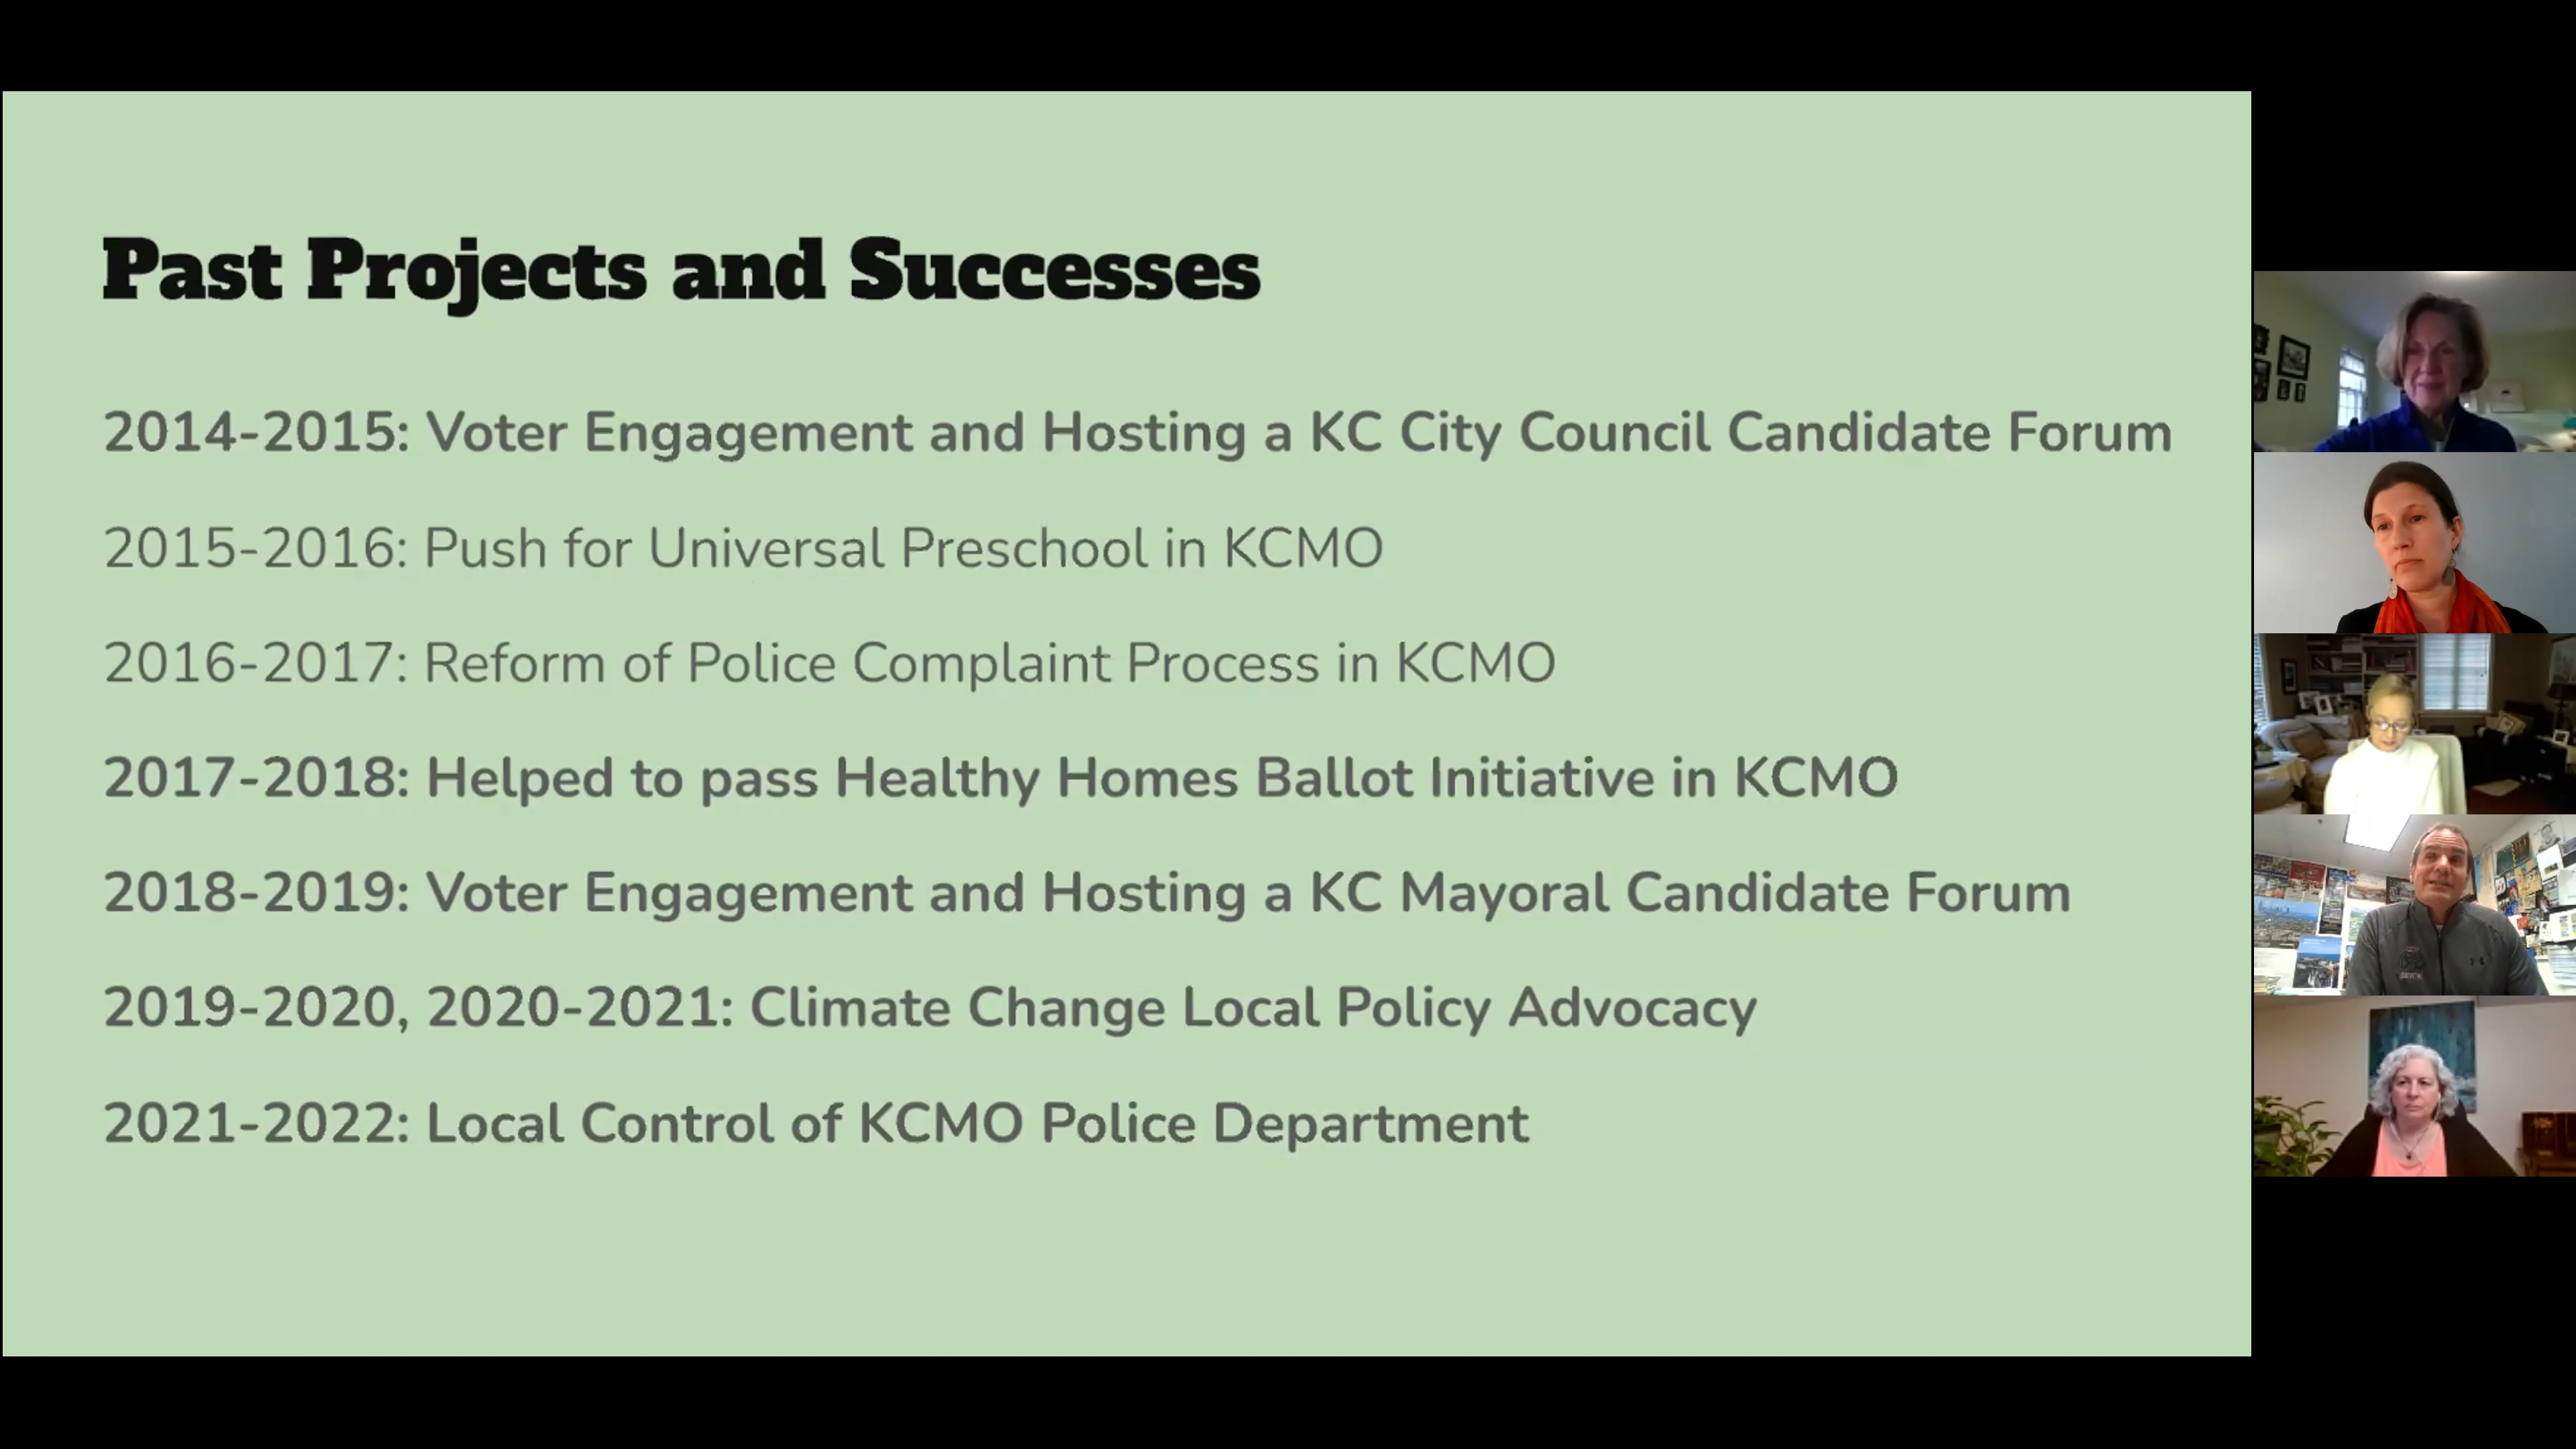 Past Projects and Successes
2014-2015: Voter Engagement and Hosting a KC City Council Candidate Forum
2015-2016: Push for Universal Preschool in KCMO
2016-2017: Reform of Police Complaint Process in KCMO
2017-2018: Helped to pass Healthy Homes Ballot Initiative in KCMO
2018-2019: Voter Engagement and Hosting a KC Mayoral Candidate Forum
2019-2020, 2020-2021: Climate Change Local Policy Advocacy
2021-2022: Local Control of KCMO Police Department